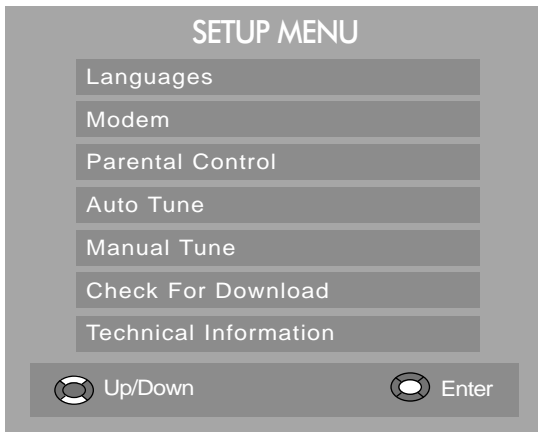 SETUP MENU
Languages
Modem
Parental Control
Auto Tune
Manual Tune
Check For Download
Technical Information
Up/Down Enter